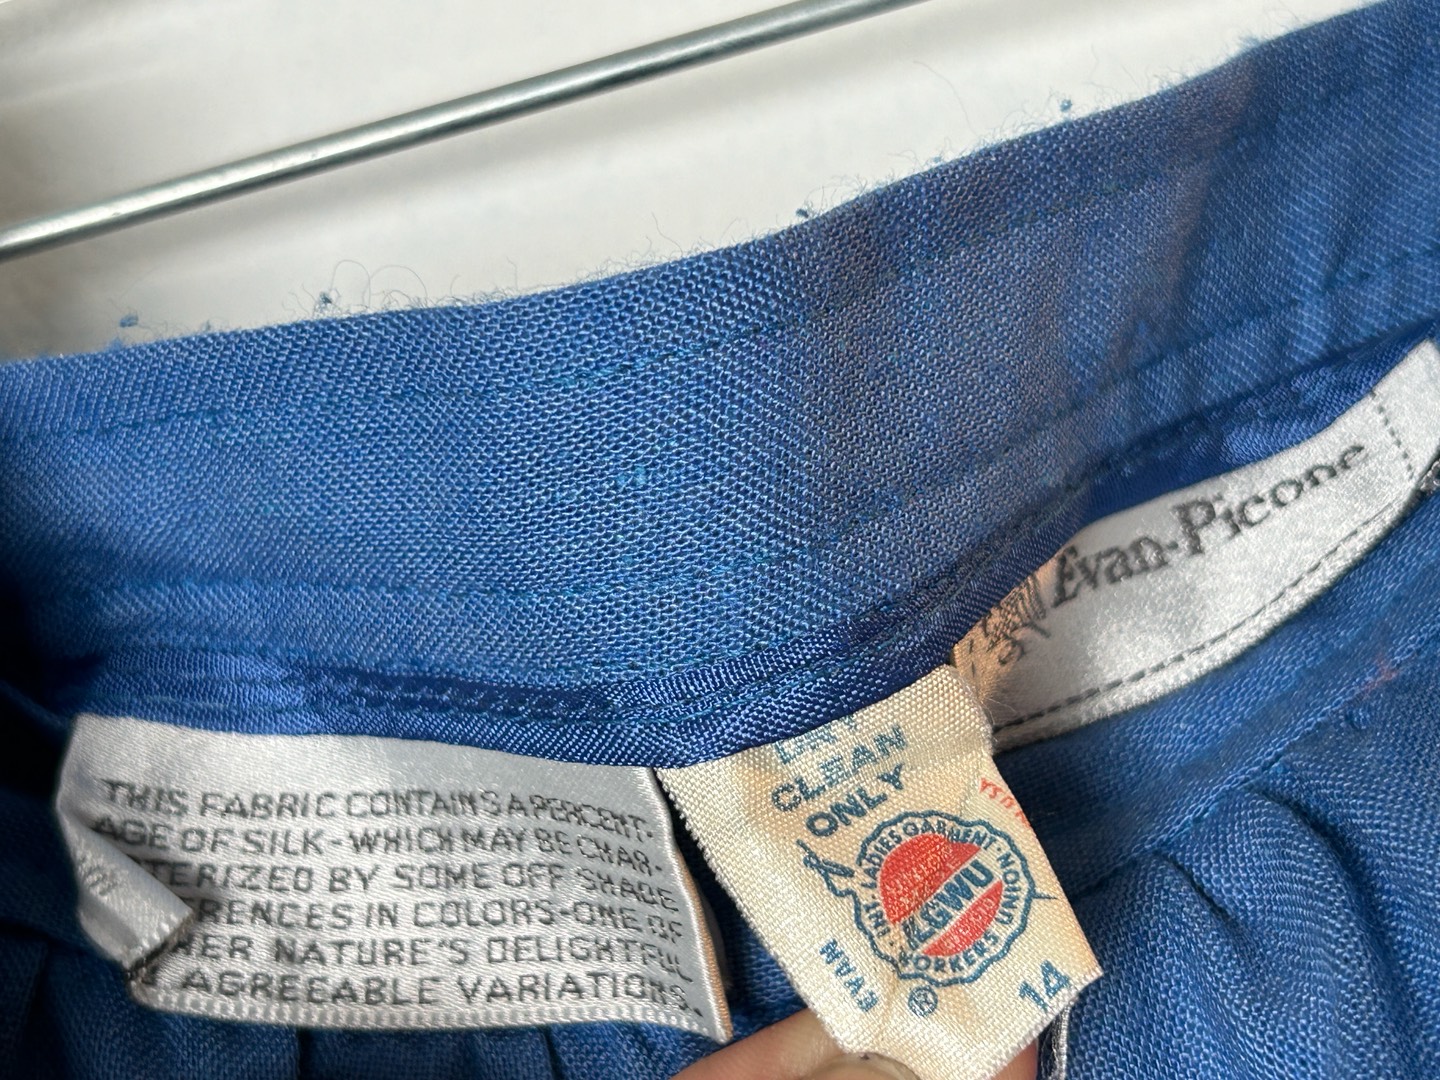 THIS FABRIC CONTAINS A PERCENT-
AGE OF SILK-WHICH MAY BE CHAR-
TERIZED BY SOME OFF SHADE
RENCES IN COLORS-ONE OF
HER NATURE'S DELIGHTFUL
AGREEABLE VARIATIONS.
CLEAN
ONLY
INT'L LADIES GARMENT WORKERS UNION
ILGWU
EVAN
®
14
Evan-Picone